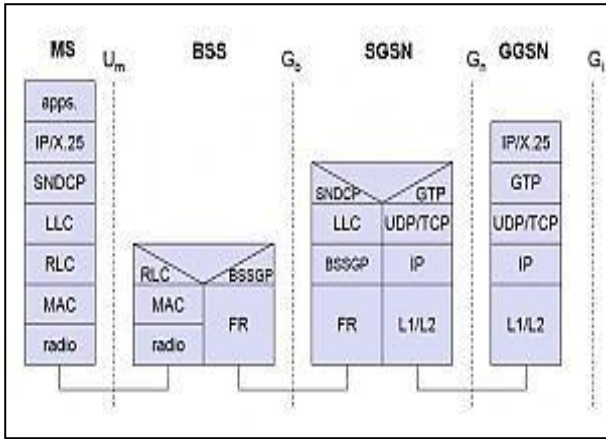 MS BSS SGSN GGSN
Um Gb Gn Gi
apps.
IP/X.25 IP/X.25
SNDCP SNDCP GTP GTP
LLC LLC UDP/TCP UDP/TCP
RLC RLC BSSGP BSSGP IP IP
MAC MAC FR FR L1/L2 L1/L2
radio radio